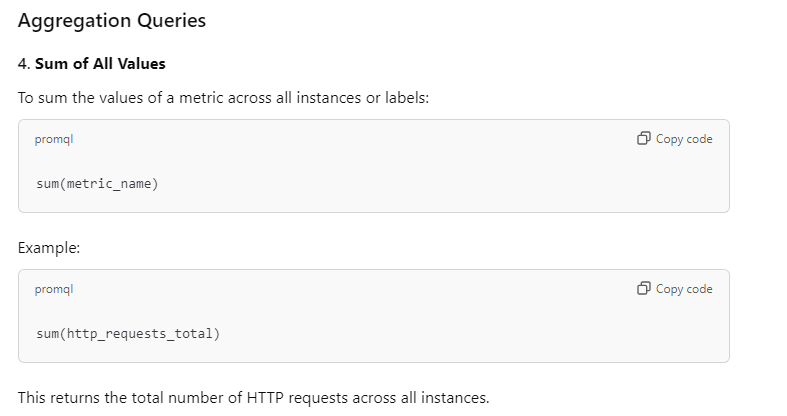 Aggregation Queries
4. Sum of All Values
To sum the values of a metric across all instances or labels:
promql Copy code
sum(metric_name)
Example:
promql Copy code
sum(http_requests_total)
This returns the total number of HTTP requests across all instances.